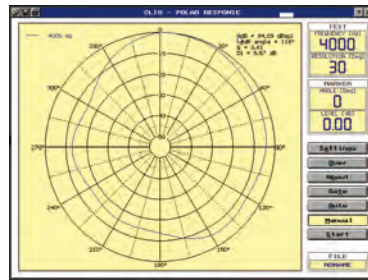 CLIO - POLAR RESPONSE
4000 Hz
0
330°
30°
300°
60°
270°
90°
240°
120°
210°
150°
180°
TEST
FREQUENCY [Hz]
4000
RESOLUTION [Deg]
30
MARKER
ANGLE [Deg]
0
LEVEL [dB]
0.00
Settings
Over
About
Gate
Auto
Manual
Start
FILE
NONAME